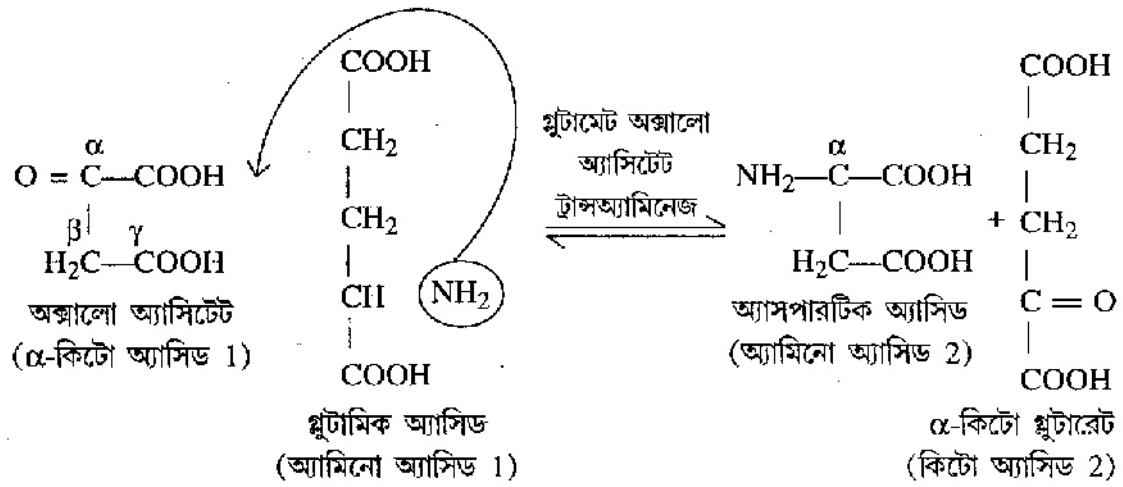 α
O = C—COOH
β γ
H₂C—COOH
অক্সালো অ্যাসিটেট
(α-কিটো অ্যাসিড 1)
COOH
CH₂
CH₂
CH NH₂
COOH
গ্লুটামিক অ্যাসিড
(অ্যামিনো অ্যাসিড 1)
গ্লুটামেট অক্সালো
অ্যাসিটেট
ট্রান্সঅ্যামিনেজ
α
NH₂—C—COOH
H₂C—COOH
অ্যাসপারটিক অ্যাসিড
(অ্যামিনো অ্যাসিড 2)
+
COOH
CH₂
CH₂
C = O
COOH
α-কিটো গ্লুটারেট
(কিটো অ্যাসিড 2)